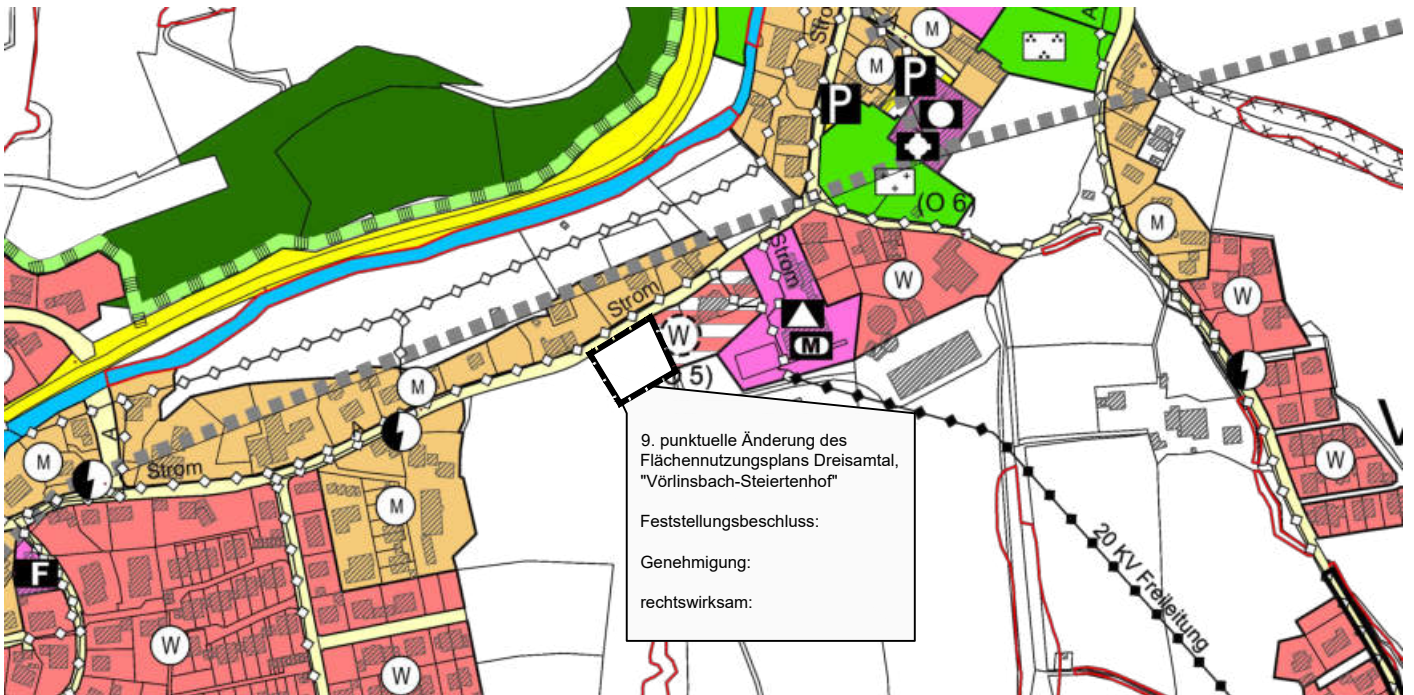 Strom
A
M
M
P
P
(O 6)
Strom
M
W
W
Strom
W
5)
M
M
M
A
Strom
M
F
W
W
W
20 KV Freileitung
V
9. punktuelle Änderung des
Flächennutzungsplans Dreisamtal,
"Vörlinsbach-Steiertenhof"
Feststellungsbeschluss:
Genehmigung:
rechtswirksam: